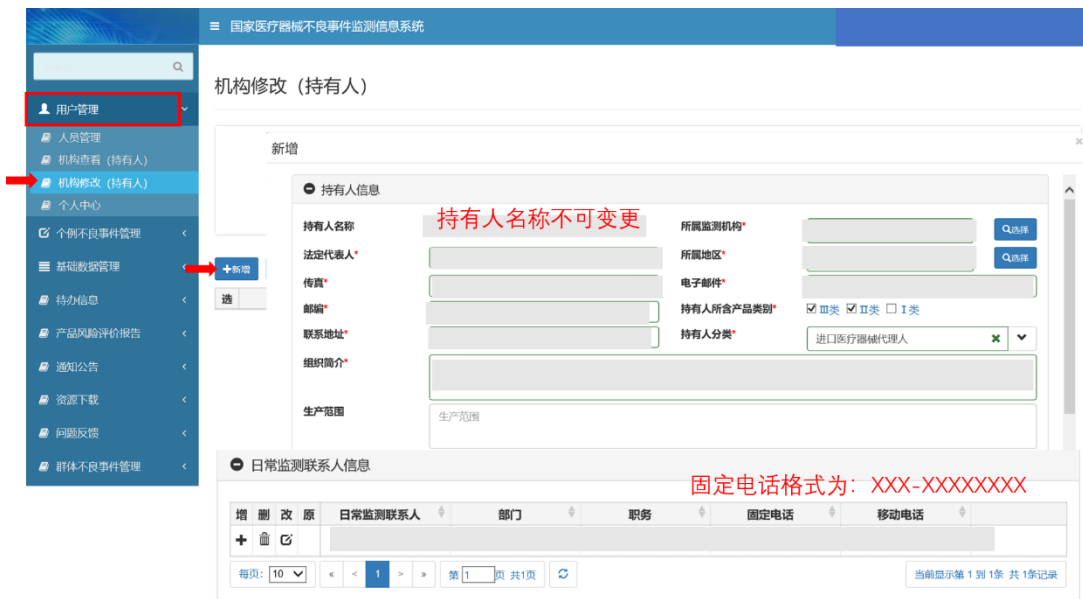 国家医疗器械不良事件监测信息系统
机构修改（持有人）
用户管理
人员管理
机构查看（持有人）
机构修改（持有人）
个人中心
个例不良事件管理
基础数据管理
待办信息
产品风险评价报告
通知公告
资源下载
问题反馈
群体不良事件管理
新增
选
新增
持有人信息
持有人名称 持有人名称不可变更 所属监测机构* 选择
法定代表人* 所属地区* 选择
传真* 电子邮件*
邮编* 持有人所含产品类别* III类 II类 I类
联系地址* 持有人分类* 进口医疗器械代理人
组织简介*
生产范围 生产范围
日常监测联系人信息
固定电话格式为：XXX-XXXXXXXX
增 删 改 原 日常监测联系人 部门 职务 固定电话 移动电话
每页: 10 « < 1 > » 第 1 页 共1页 当前显示第 1 到 1条 共 1条记录